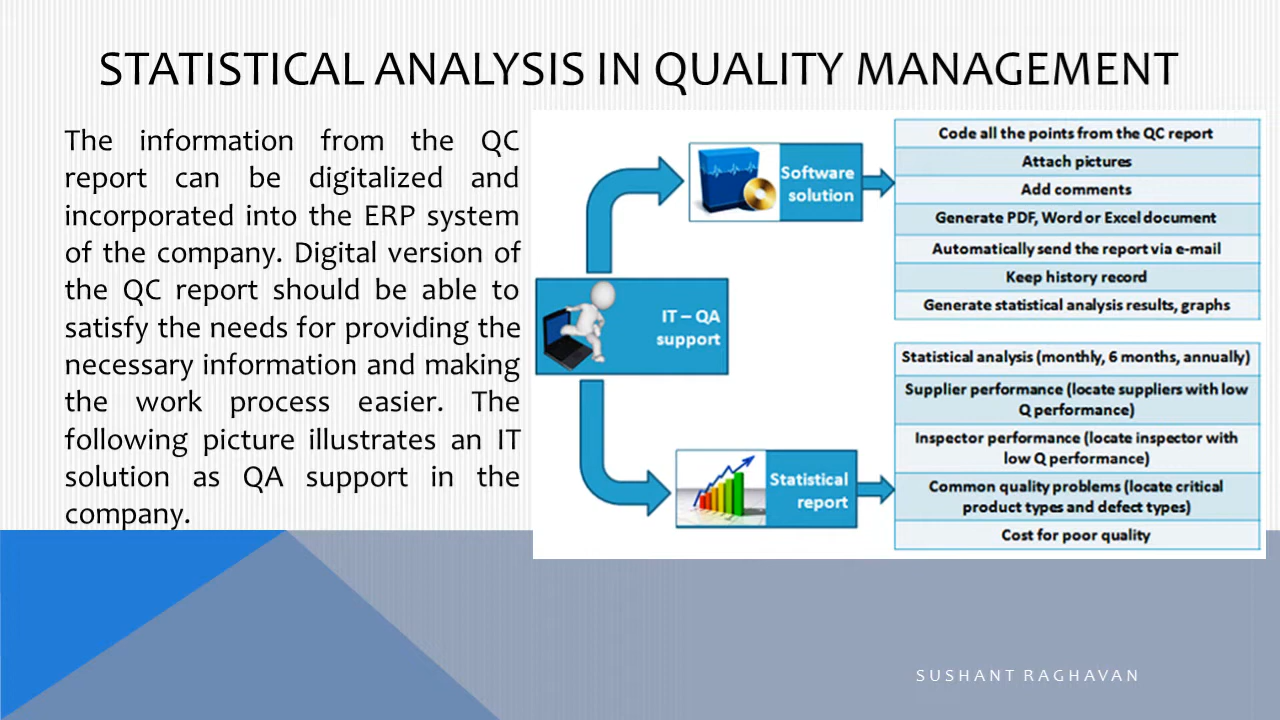 STATISTICAL ANALYSIS IN QUALITY MANAGEMENT
The information from the QC
report can be digitalized and
incorporated into the ERP system
of the company. Digital version of
the QC report should be able to
satisfy the needs for providing the
necessary information and making
the work process easier. The
following picture illustrates an IT
solution as QA support in the
company.
IT – QA
support
Software
solution
Code all the points from the QC report
Attach pictures
Add comments
Generate PDF, Word or Excel document
Automatically send the report via e-mail
Keep history record
Generate statistical analysis results, graphs
Statistical
report
Statistical analysis (monthly, 6 months, annually)
Supplier performance (locate suppliers with low
Q performance)
Inspector performance (locate inspector with
low Q performance)
Common quality problems (locate critical
product types and defect types)
Cost for poor quality
SUSHANT RAGHAVAN